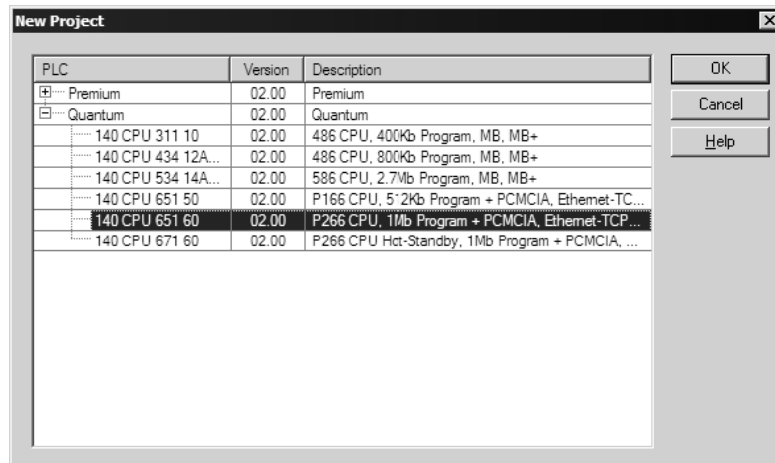 New Project
PLC Version Description
Premium 02.00 Premium
Quantum 02.00 Quantum
140 CPU 311 10 02.00 486 CPU, 400Kb Program, MB, MB+
140 CPU 434 12A... 02.00 486 CPU, 800Kb Program, MB, MB+
140 CPU 534 14A... 02.00 586 CPU, 2.7Mb Program, MB, MB+
140 CPU 651 50 02.00 P166 CPU, 512Kb Program + PCMCIA, Ethernet-TC...
140 CPU 651 60 02.00 P266 CPU, 1Mb Program + PCMCIA, Ethernet-TCP...
140 CPU 671 60 02.00 P266 CPU Hot-Standby, 1Mb Program + PCMCIA, ...
OK
Cancel
Help